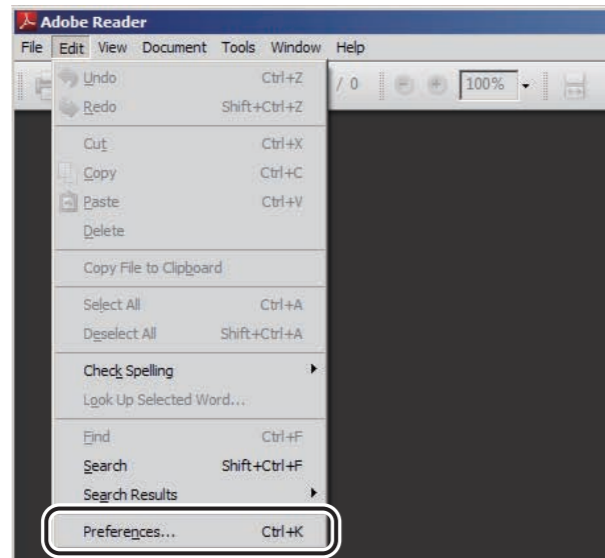 Adobe Reader
File Edit View Document Tools Window Help
/ 0 100%
Undo Ctrl+Z
Redo Shift+Ctrl+Z
Cut Ctrl+X
Copy Ctrl+C
Paste Ctrl+V
Delete
Copy File to Clipboard
Select All Ctrl+A
Deselect All Shift+Ctrl+A
Check Spelling
Look Up Selected Word...
Find Ctrl+F
Search Shift+Ctrl+F
Search Results
Preferences... Ctrl+K